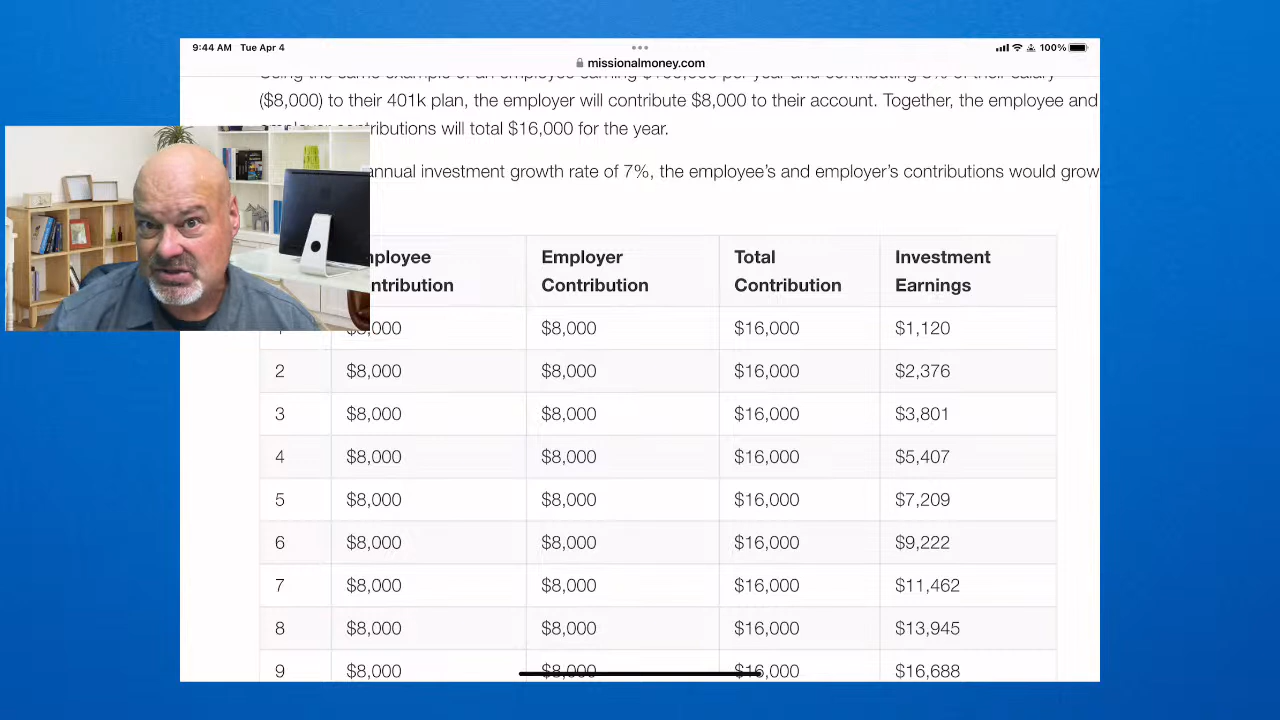 9:44 AM Tue Apr 4
100%
missionalmoney.com
($8,000) to their 401k plan, the employer will contribute $8,000 to their account. Together, the employee and
contributions will total $16,000 for the year.
annual investment growth rate of 7%, the employee's and employer's contributions would grow
Employer Total Investment
Contribution Contribution Earnings
$8,000 $16,000 $1,120
2 $8,000 $8,000 $16,000 $2,376
3 $8,000 $8,000 $16,000 $3,801
4 $8,000 $8,000 $16,000 $5,407
5 $8,000 $8,000 $16,000 $7,209
6 $8,000 $8,000 $16,000 $9,222
7 $8,000 $8,000 $16,000 $11,462
8 $8,000 $8,000 $16,000 $13,945
9 $8,000 $8,000 $16,000 $16,688